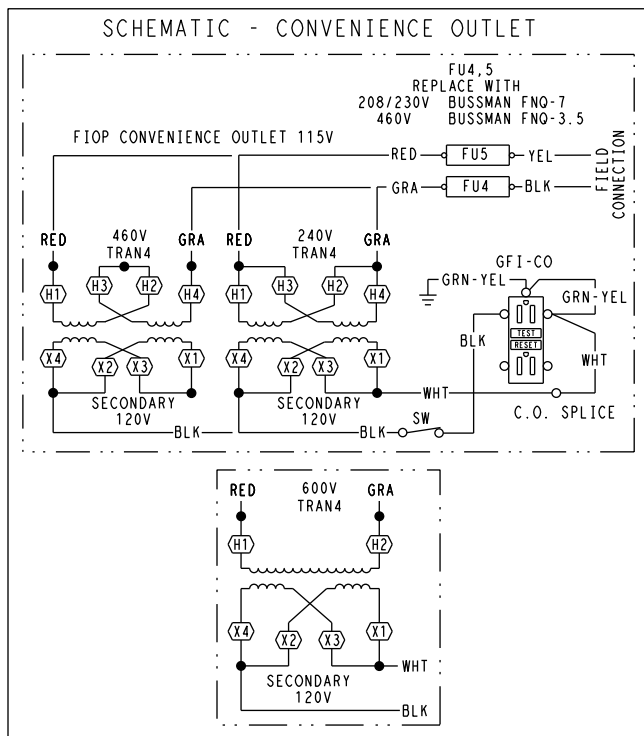 SCHEMATIC - CONVENIENCE OUTLET
FU4,5
REPLACE WITH
208/230V BUSSMAN FNQ-7
460V BUSSMAN FNQ-3.5
FIOP CONVENIENCE OUTLET 115V
RED FU5 YEL
GRA FU4 BLK
FIELD
CONNECTION
RED 460V GRA RED 240V GRA
TRAN4 TRAN4
H1 H3 H2 H4 H1 H3 H2 H4
GFI-CO
GRN-YEL
GRN-YEL
TEST
RESET
BLK
WHT
X4 X2 X3 X1 X4 X2 X3 X1
WHT
SECONDARY SECONDARY
120V 120V
SW
C.O. SPLICE
BLK BLK
RED 600V GRA
TRAN4
H1 H2
X4 X2 X3 X1
WHT
SECONDARY
120V
BLK